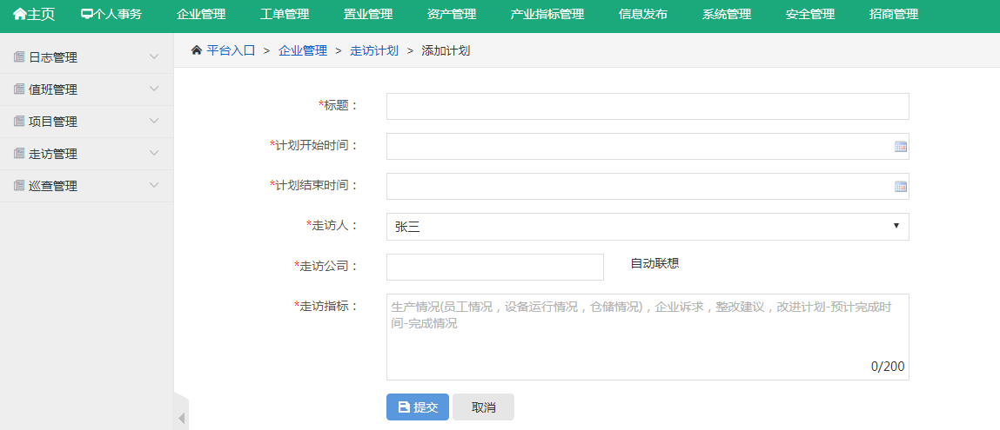 主页 个人事务 企业管理 工单管理 置业管理 资产管理 产业指标管理 信息发布 系统管理 安全管理 招商管理
日志管理
值班管理
项目管理
走访管理
巡查管理
平台入口 > 企业管理 > 走访计划 > 添加计划
*标题：
*计划开始时间：
*计划结束时间：
*走访人： 张三
*走访公司： 自动联想
*走访指标： 生产情况(员工情况，设备运行情况，仓储情况)，企业诉求，整改建议，改进计划-预计完成时
间-完成情况
0/200
提交 取消